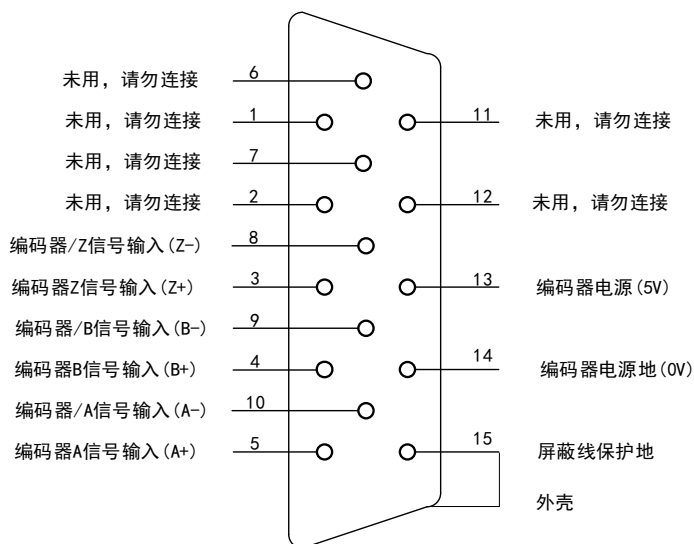 未用，请勿连接 6
未用，请勿连接 1
11 未用，请勿连接
未用，请勿连接 7
未用，请勿连接 2
12 未用，请勿连接
编码器/Z信号输入(Z-) 8
编码器Z信号输入(Z+) 3
13 编码器电源(5V)
编码器/B信号输入(B-) 9
编码器B信号输入(B+) 4
14 编码器电源地(0V)
编码器/A信号输入(A-) 10
编码器A信号输入(A+) 5
15 屏蔽线保护地
外壳